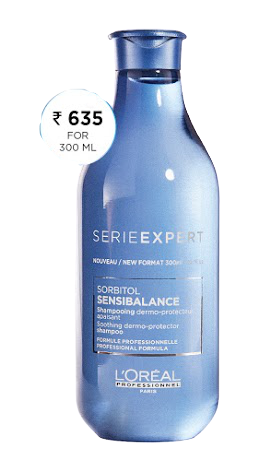 ₹ 635
FOR
300 ML
SERIEEXPERT
NOUVEAU / NEW FORMAT 300ml
SORBITOL
SENSIBALANCE
Shampooing dermo-protecteur
apaisant
Soothing dermo-protector
shampoo
FORMULE PROFESSIONNELLE
PROFESSIONAL FORMULA
L'ORÉAL
PROFESSIONNEL
PARIS